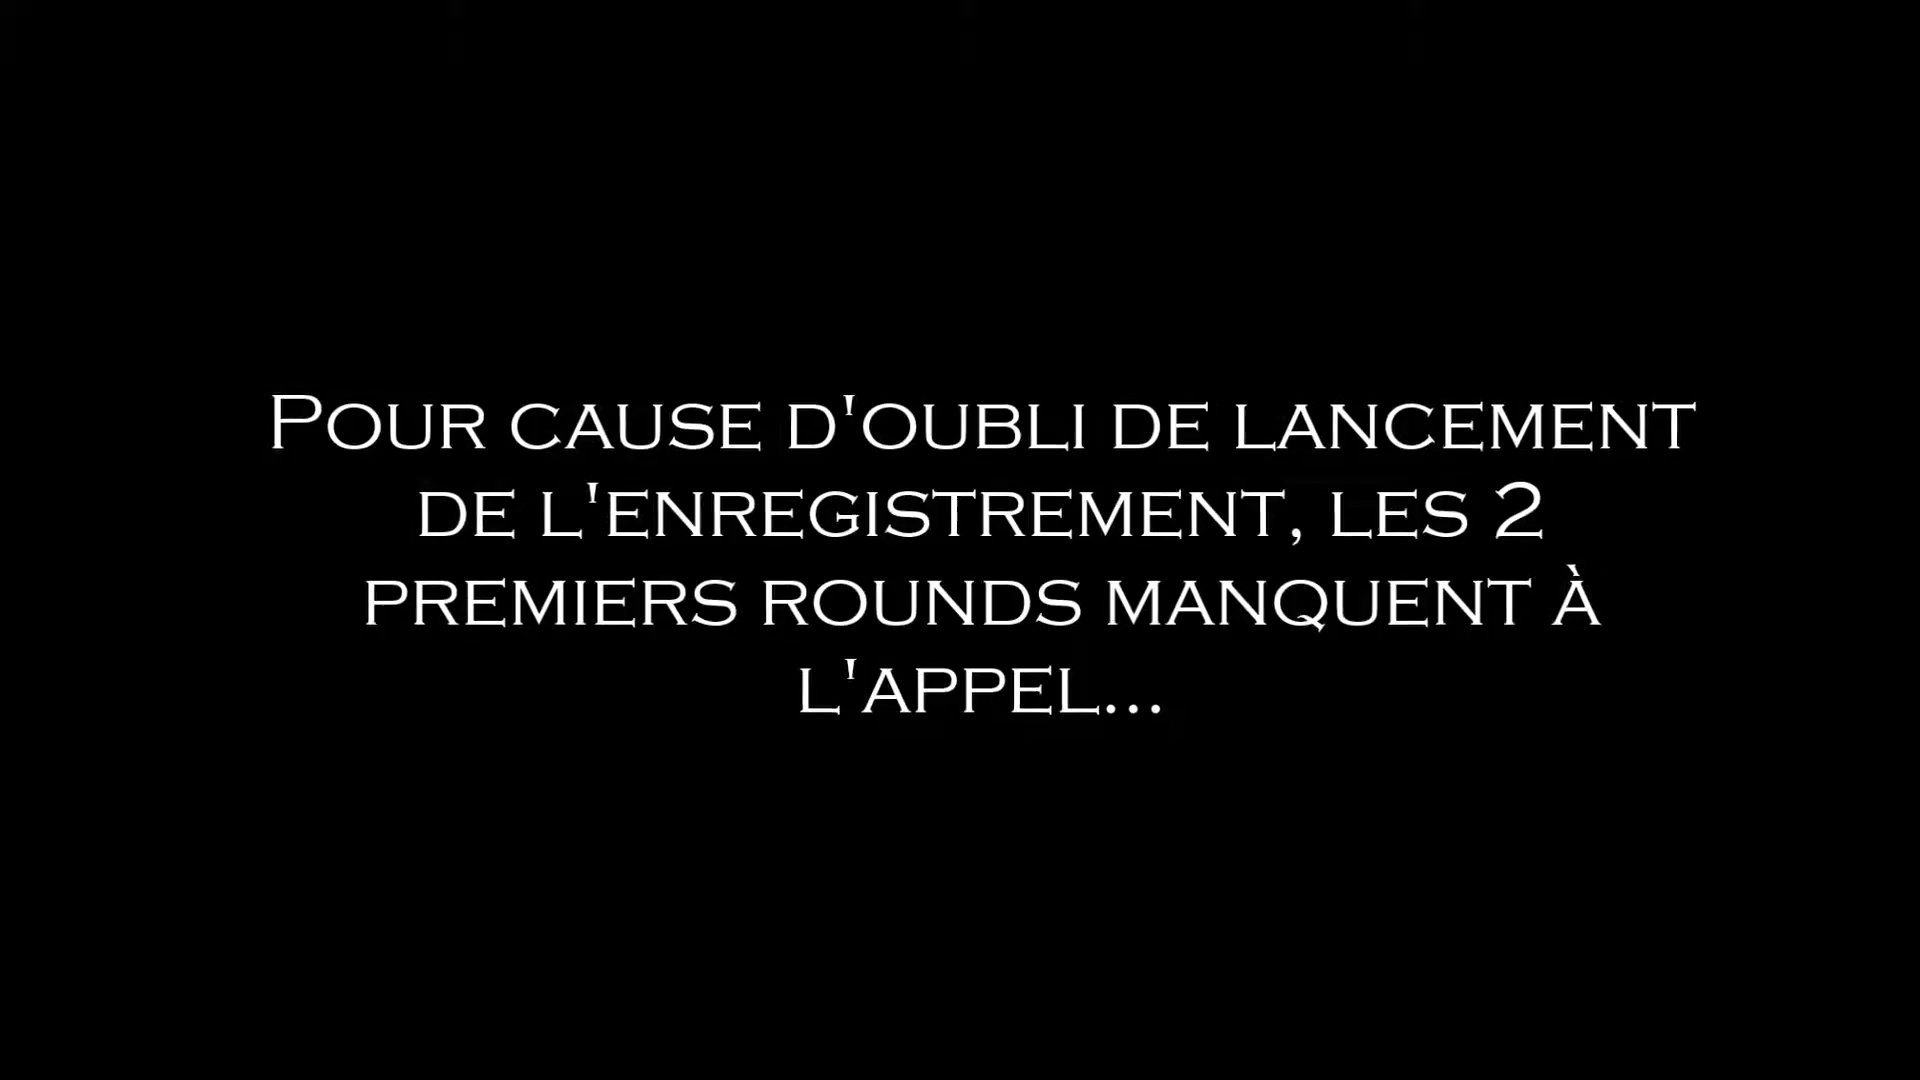 Pour cause d'oubli de lancement
de l'enregistrement, les 2
premiers rounds manquent à
l'appel...